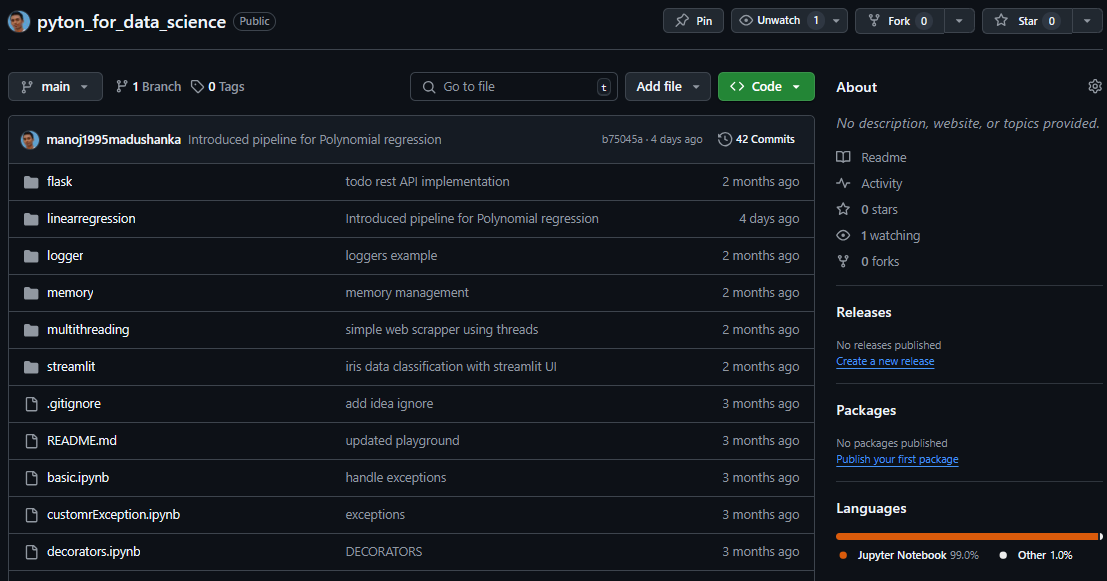 pyton_for_data_science Public Pin Unwatch 1 Fork 0 Star 0
main 1 Branch 0 Tags Go to file t Add file Code
manoj1995madushanka Introduced pipeline for Polynomial regression b75045a · 4 days ago 42 Commits
flask todo rest API implementation 2 months ago
linearregression Introduced pipeline for Polynomial regression 4 days ago
logger loggers example 2 months ago
memory memory management 2 months ago
multithreading simple web scrapper using threads 2 months ago
streamlit iris data classification with streamlit UI 2 months ago
.gitignore add idea ignore 3 months ago
README.md updated playground 3 months ago
basic.ipynb handle exceptions 3 months ago
customrException.ipynb exceptions 3 months ago
decorators.ipynb DECORATORS 3 months ago
About
No description, website, or topics provided.
Readme
Activity
0 stars
1 watching
0 forks
Releases
No releases published
Create a new release
Packages
No packages published
Publish your first package
Languages
Jupyter Notebook 99.0% Other 1.0%